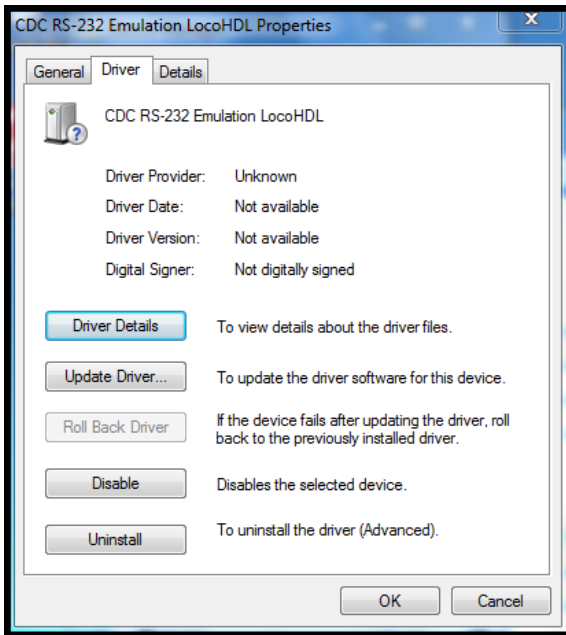 CDC RS-232 Emulation LocoHDL Properties
General Driver Details
CDC RS-232 Emulation LocoHDL
Driver Provider: Unknown
Driver Date: Not available
Driver Version: Not available
Digital Signer: Not digitally signed
Driver Details To view details about the driver files.
Update Driver... To update the driver software for this device.
Roll Back Driver If the device fails after updating the driver, roll
back to the previously installed driver.
Disable Disables the selected device.
Uninstall To uninstall the driver (Advanced).
OK Cancel